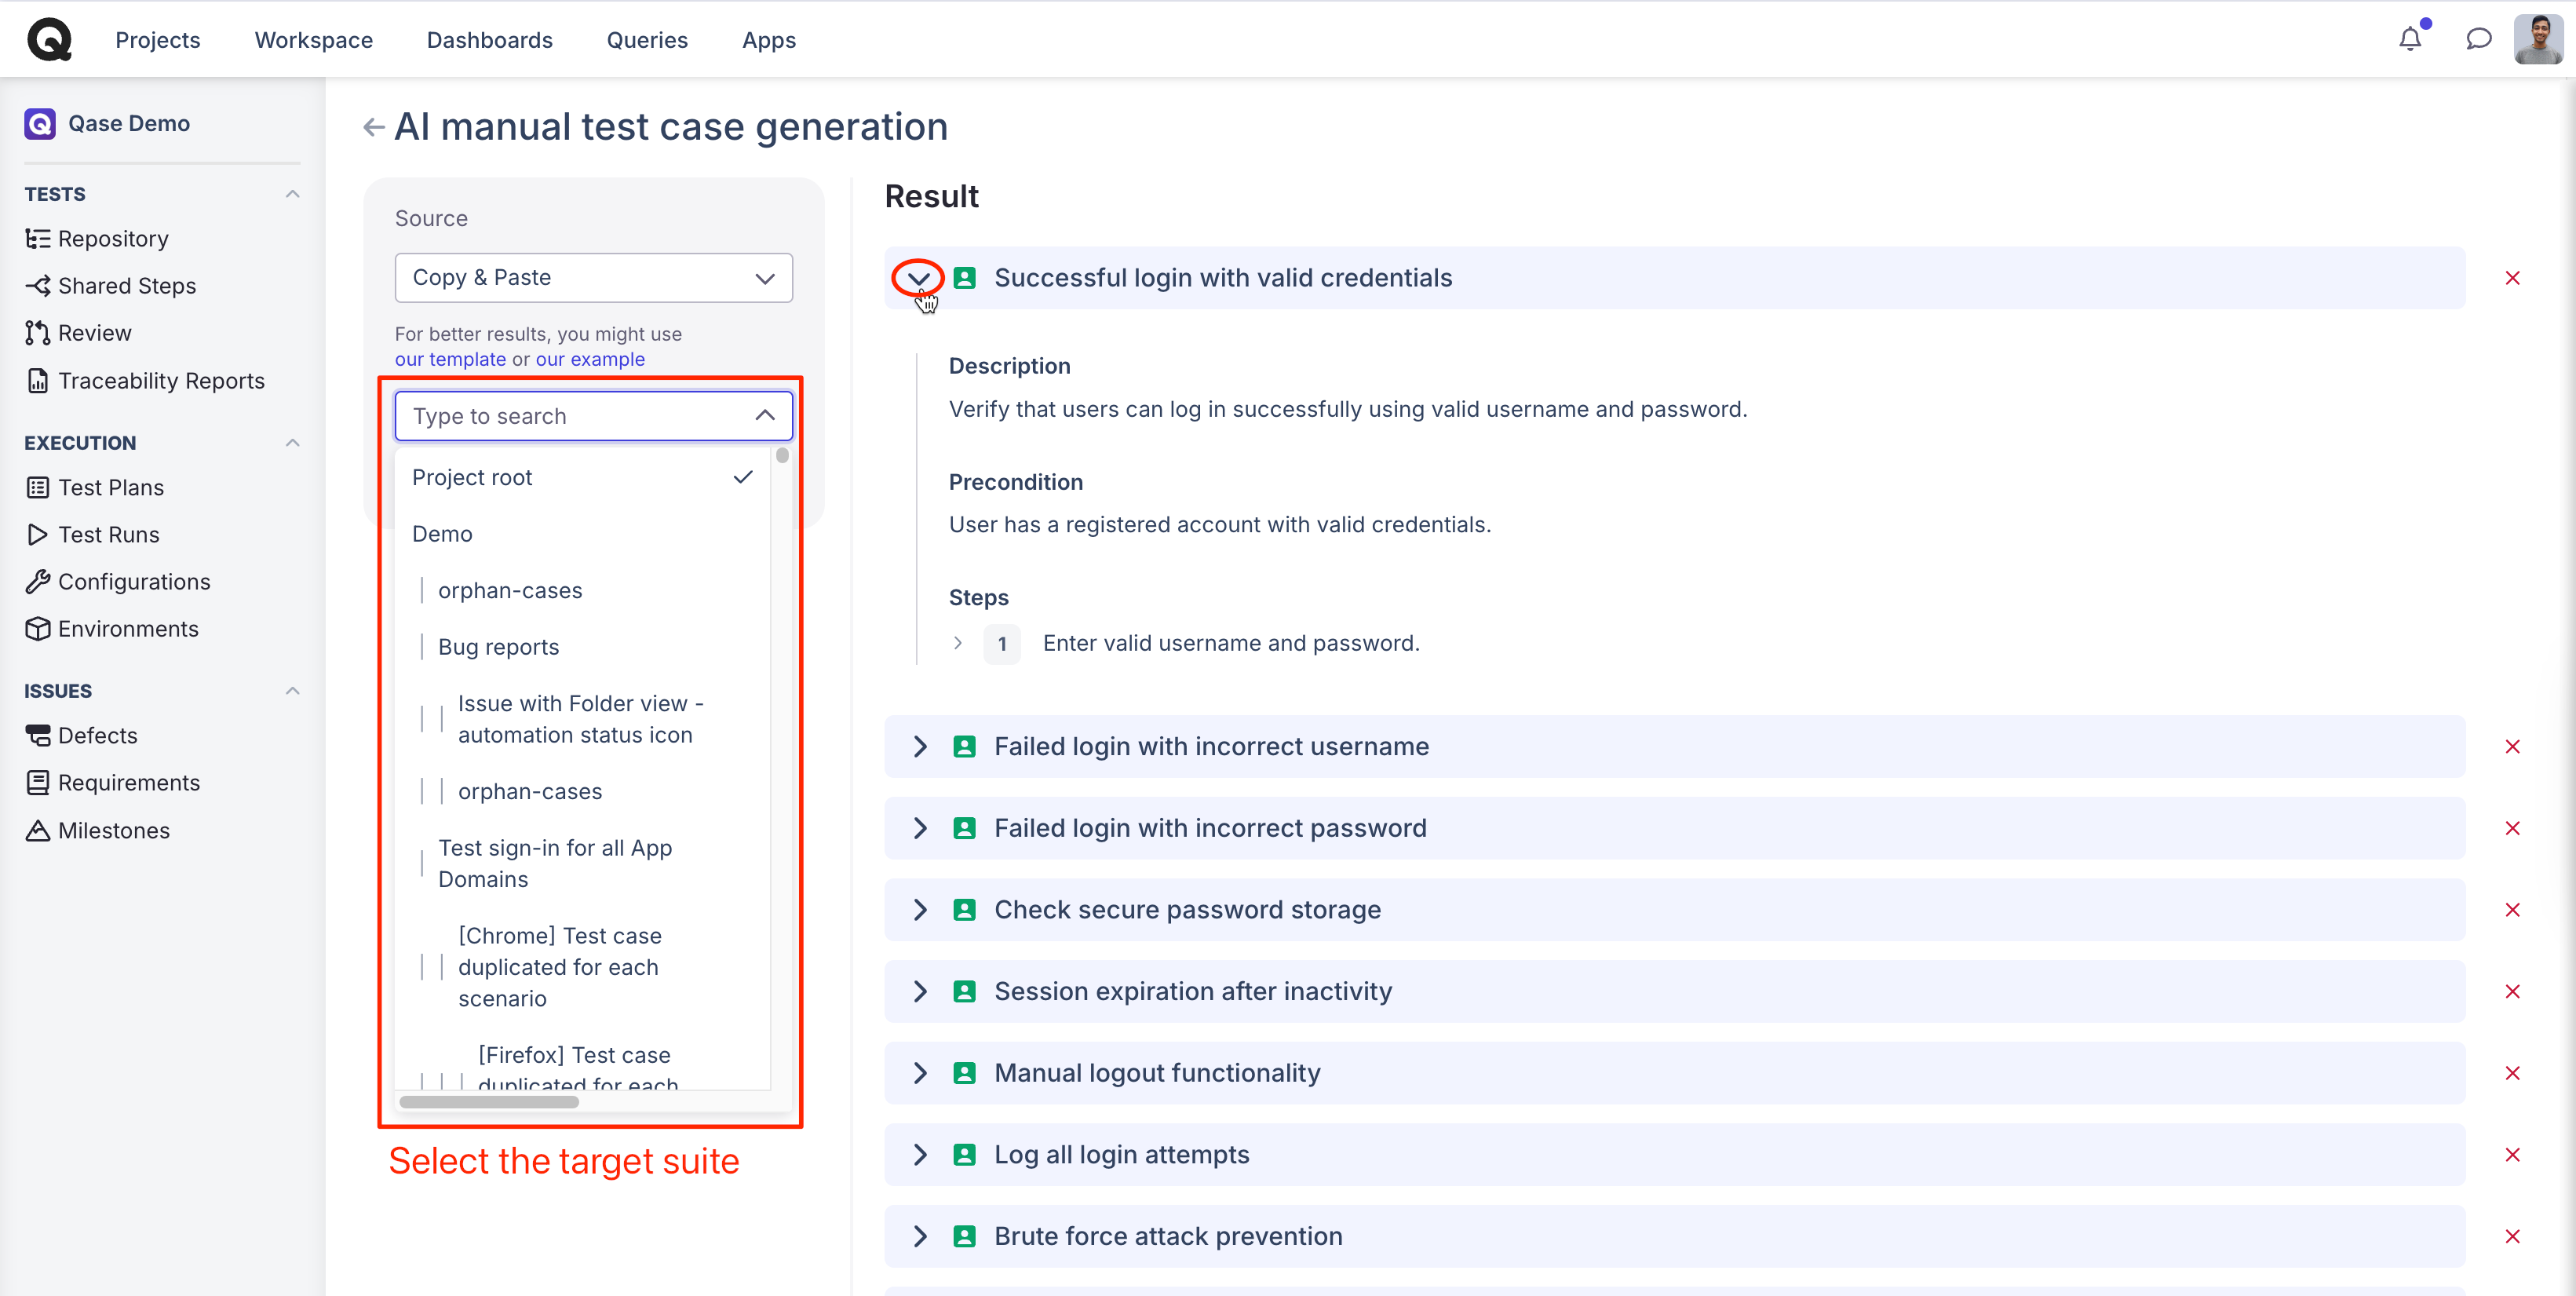 Projects
Workspace
Dashboards
Queries
Apps
Qase Demo
TESTS
Repository
Shared Steps
Review
Traceability Reports
EXECUTION
Test Plans
Test Runs
Configurations
Environments
ISSUES
Defects
Requirements
Milestones
AI manual test case generation
Source
Copy & Paste
For better results, you might use
our template or our example
Type to search
Project root
Demo
orphan-cases
Bug reports
Issue with Folder view -
automation status icon
orphan-cases
Test sign-in for all App
Domains
[Chrome] Test case
duplicated for each
scenario
[Firefox] Test case
duplicated for each
Select the target suite
Result
Successful login with valid credentials
Description
Verify that users can log in successfully using valid username and password.
Precondition
User has a registered account with valid credentials.
Steps
1 Enter valid username and password.
Failed login with incorrect username
Failed login with incorrect password
Check secure password storage
Session expiration after inactivity
Manual logout functionality
Log all login attempts
Brute force attack prevention